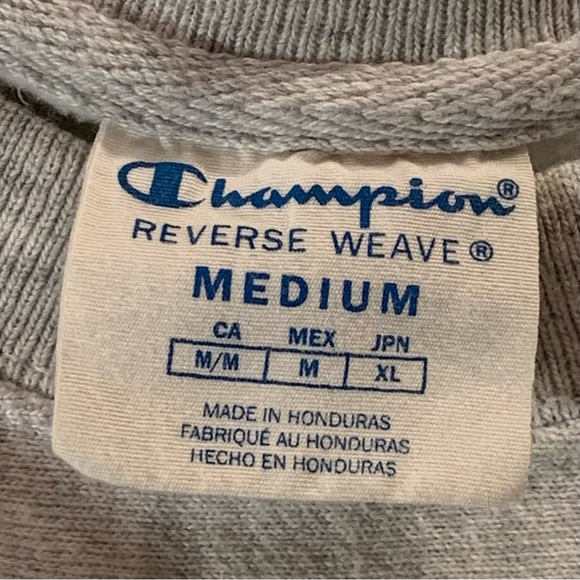 Champion®
REVERSE WEAVE®
MEDIUM
CA MEX JPN
M/M M XL
MADE IN HONDURAS
FABRIQUÉ AU HONDURAS
HECHO EN HONDURAS